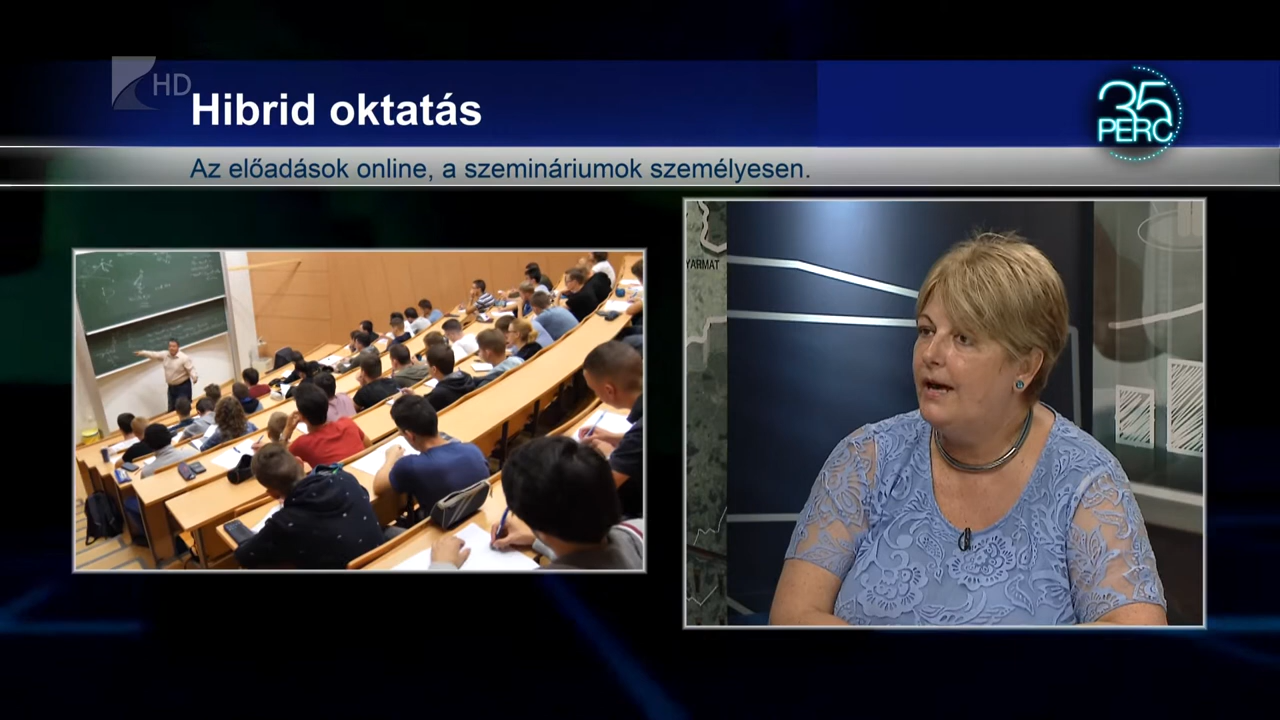 HD
Hibrid oktatás
35
PERC
Az előadások online, a szemináriumok személyesen.
YARMAT